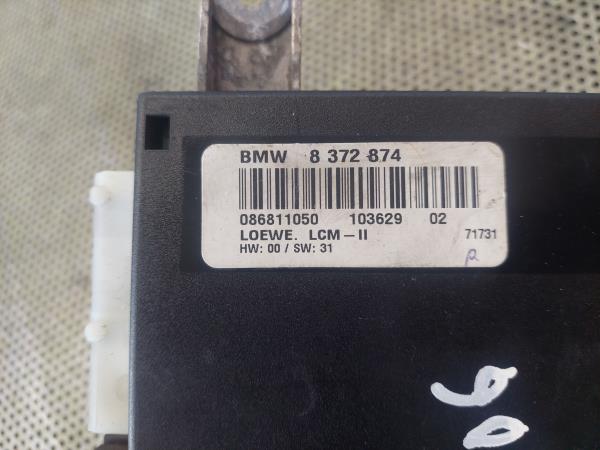 BMW 8 372 874
086811050 103629 02
LOEWE. LCM-II 71731
HW: 00 / SW: 31